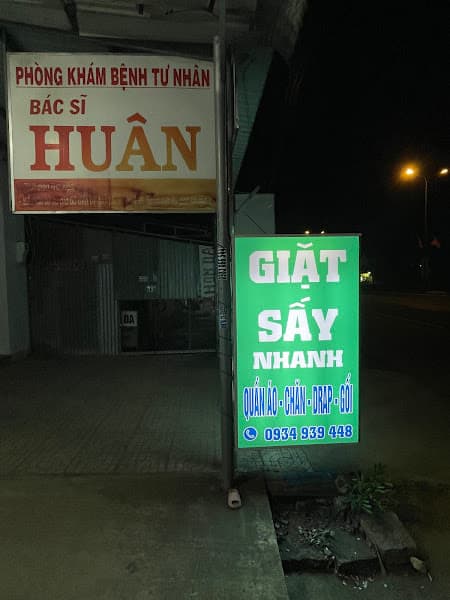 PHÒNG KHÁM BỆNH TƯ NHÂN
BÁC SĨ
HUÂN
GIẶT
SẤY
NHANH
QUẦN ÁO - CHĂN - DRAP - GỐI
0934 939 448